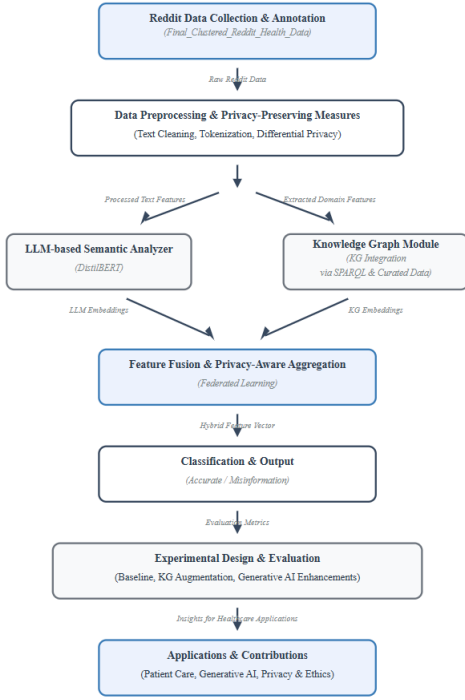 Reddit Data Collection & Annotation
(Final_Clustered_Reddit_Health_Data)
Raw Reddit Data
Data Preprocessing & Privacy-Preserving Measures
(Text Cleaning, Tokenization, Differential Privacy)
Processed Text Features
Extracted Domain Features
LLM-based Semantic Analyzer
(DistilBERT)
Knowledge Graph Module
(KG Integration
via SPARQL & Curated Data)
LLM Embeddings
KG Embeddings
Feature Fusion & Privacy-Aware Aggregation
(Federated Learning)
Hybrid Feature Vector
Classification & Output
(Accurate / Misinformation)
Evaluation Metrics
Experimental Design & Evaluation
(Baseline, KG Augmentation, Generative AI Enhancements)
Insights for Healthcare Applications
Applications & Contributions
(Patient Care, Generative AI, Privacy & Ethics)